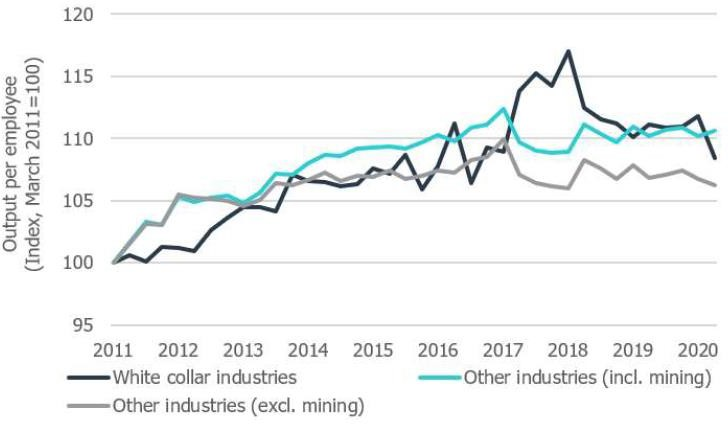 Output per employee
(Index, March 2011=100)
120
115
110
105
100
95
2011 2012 2013 2014 2015 2016 2017 2018 2019 2020
White collar industries
Other industries (incl. mining)
Other industries (excl. mining)